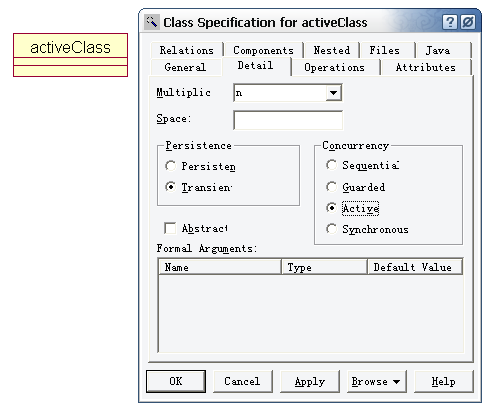 activeClass
Class Specification for activeClass
Relations Components Nested Files Java
General Detail Operations Attributes
Multiplic n
Space:
Persistence
Persisten
Transien
Abstract
Concurrency
Sequentia
Guarded
Active
Synchronous
Formal Arguments:
Name Type Default Value
OK Cancel Apply Browse Help